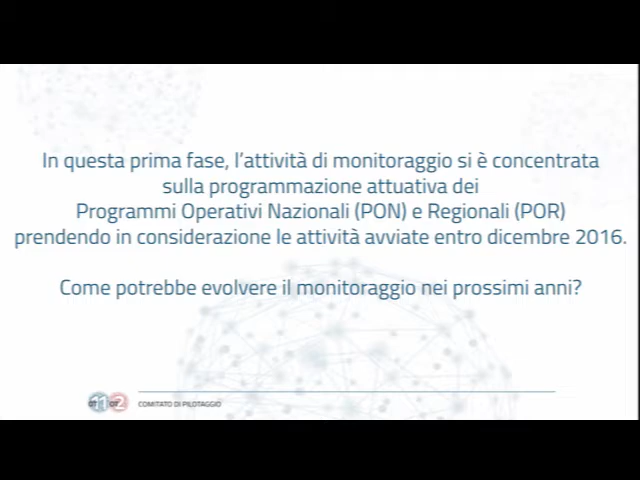 In questa prima fase, l'attività di monitoraggio si è concentrata
sulla programmazione attuativa dei
Programmi Operativi Nazionali (PON) e Regionali (POR)
prendendo in considerazione le attività avviate entro dicembre 2016.
Come potrebbe evolvere il monitoraggio nei prossimi anni?
OT11 OT2 COMITATO DI PILOTAGGIO